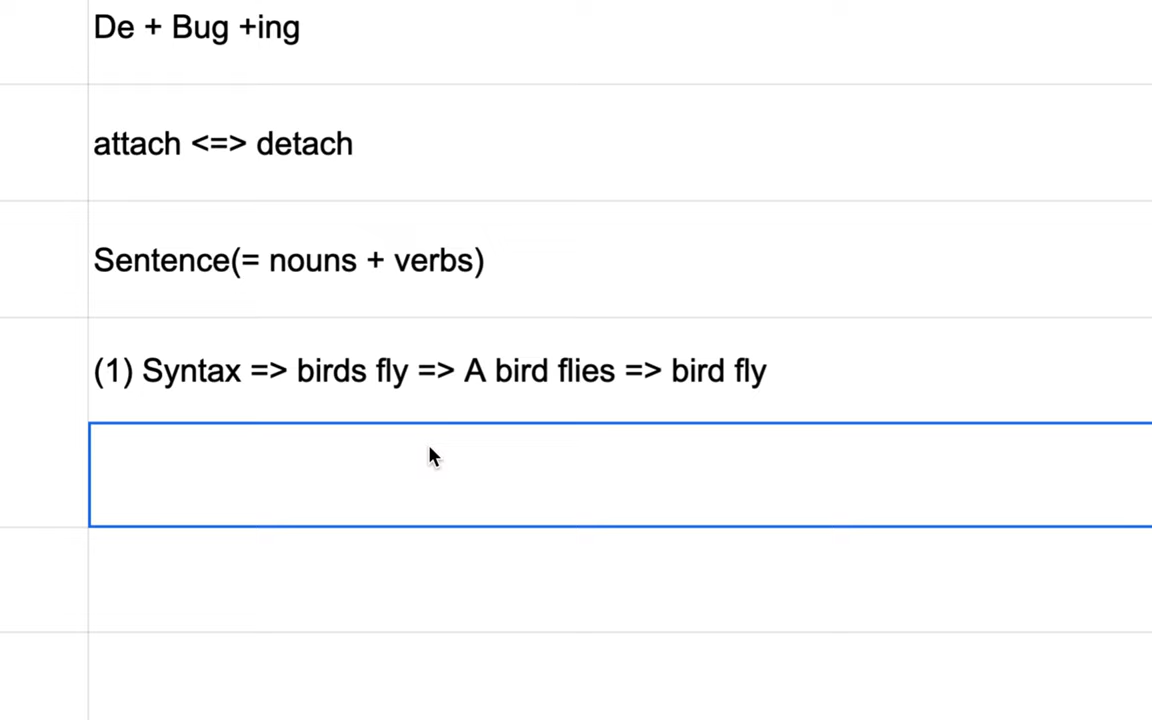 De + Bug +ing
attach <=> detach
Sentence(= nouns + verbs)
(1) Syntax => birds fly => A bird flies => bird fly